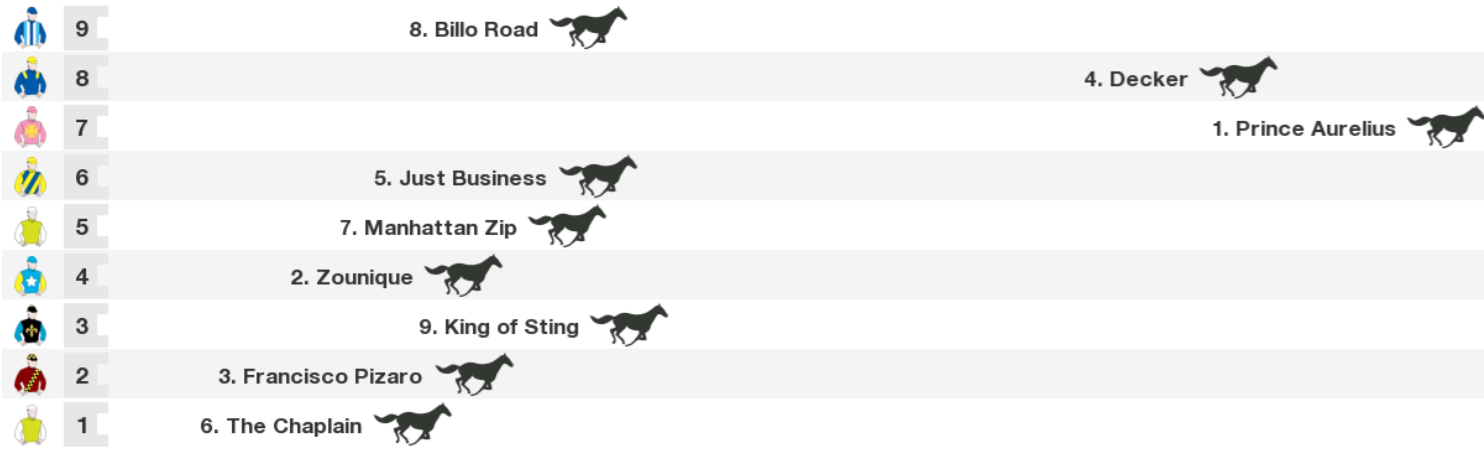 9 8. Billo Road
8 4. Decker
7 1. Prince Aurelius
6 5. Just Business
5 7. Manhattan Zip
4 2. Zounique
3 9. King of Sting
2 3. Francisco Pizaro
1 6. The Chaplain